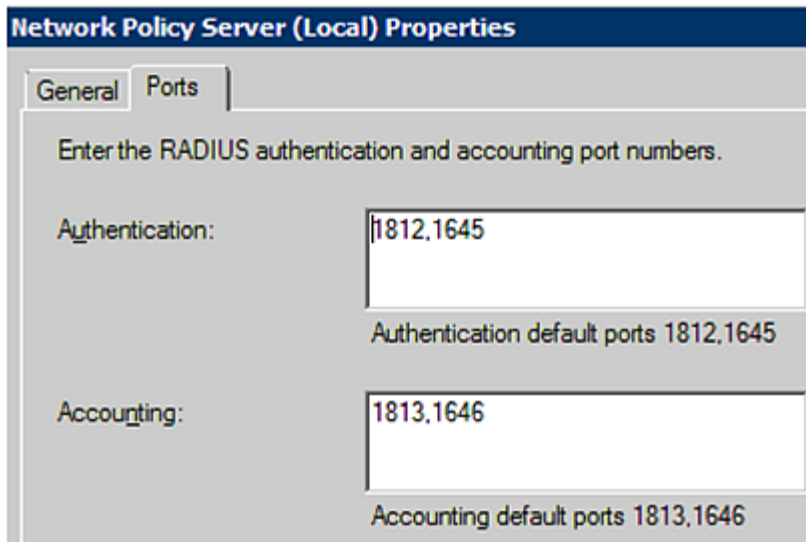 Network Policy Server (Local) Properties
General Ports
Enter the RADIUS authentication and accounting port numbers.
Authentication: 1812,1645
Authentication default ports 1812,1645
Accounting: 1813,1646
Accounting default ports 1813,1646